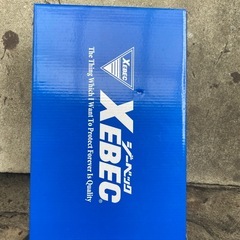 XEBEC
ジーベック
XEBEC®
The Thing Which I Want To Protect Forever Is Quality